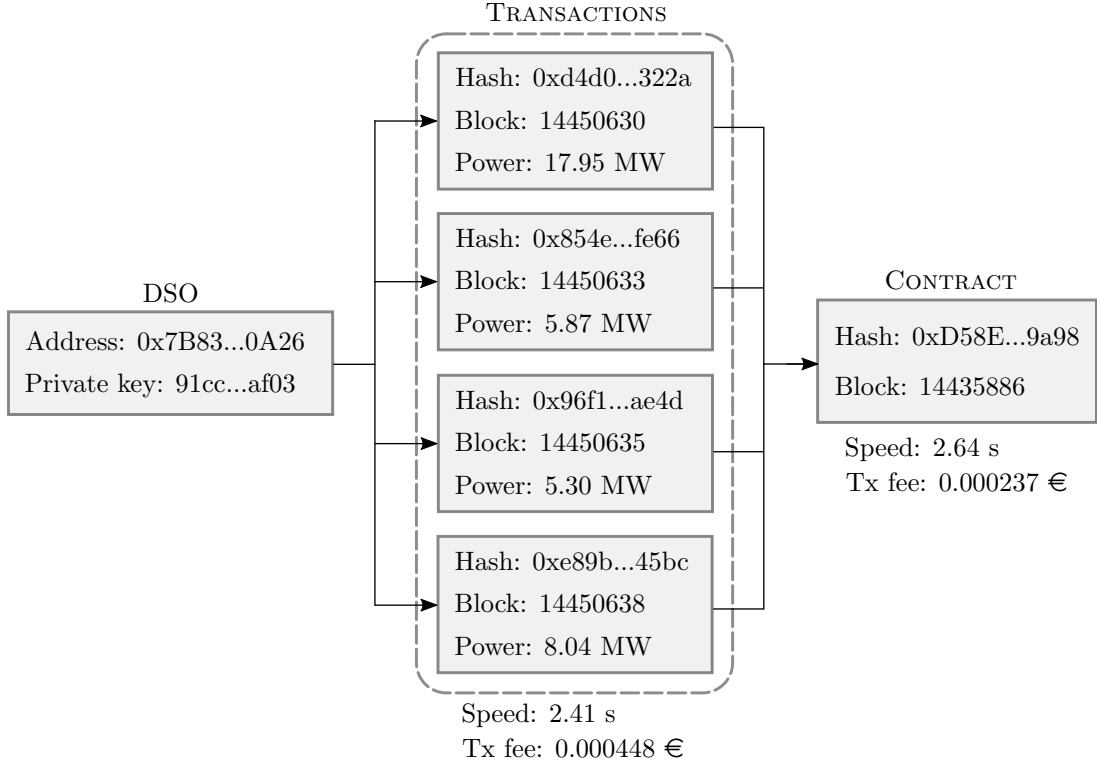 TRANSACTIONS
Hash: 0xd4d0...322a
Block: 14450630
Power: 17.95 MW
Hash: 0x854e...fe66
Block: 14450633
Power: 5.87 MW
DSO
Address: 0x7B83...0A26
Private key: 91cc...af03
CONTRACT
Hash: 0xD58E...9a98
Block: 14435886
Speed: 2.64 s
Tx fee: 0.000237 €
Hash: 0x96f1...ae4d
Block: 14450635
Power: 5.30 MW
Hash: 0xe89b...45bc
Block: 14450638
Power: 8.04 MW
Speed: 2.41 s
Tx fee: 0.000448 €